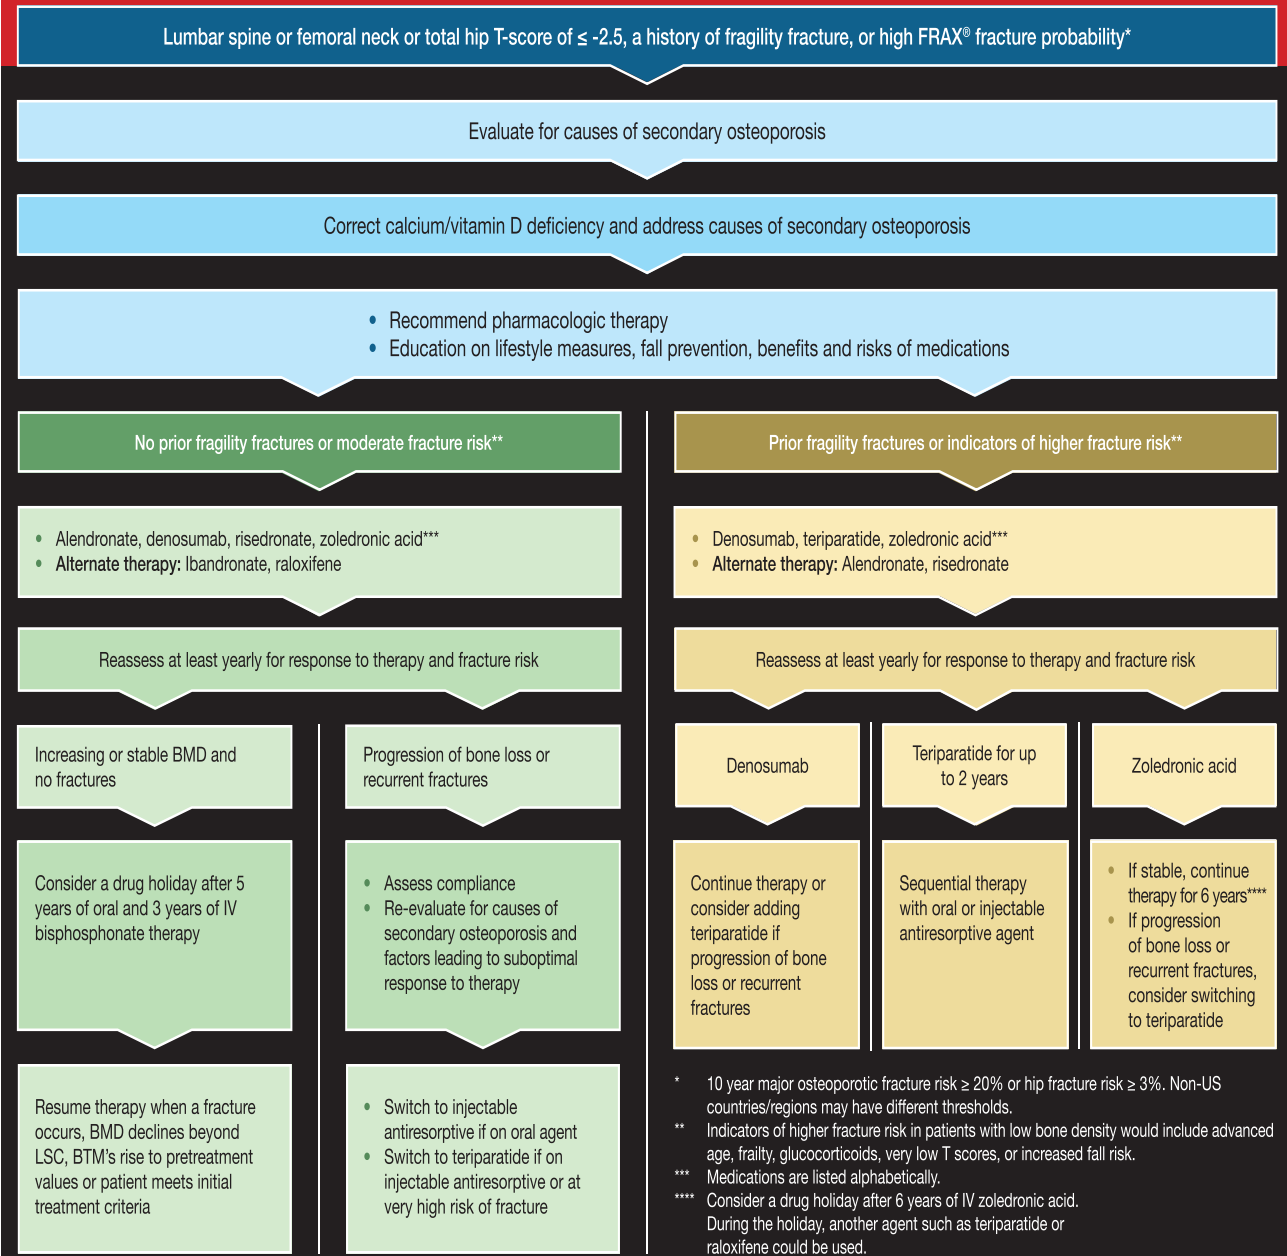 Lumbar spine or femoral neck or total hip T-score of ≤ -2.5, a history of fragility fracture, or high FRAX® fracture probability*
Evaluate for causes of secondary osteoporosis
Correct calcium/vitamin D deficiency and address causes of secondary osteoporosis
• Recommend pharmacologic therapy
• Education on lifestyle measures, fall prevention, benefits and risks of medications
No prior fragility fractures or moderate fracture risk**
• Alendronate, denosumab, risedronate, zoledronic acid***
• Alternate therapy: Ibandronate, raloxifene
Reassess at least yearly for response to therapy and fracture risk
Increasing or stable BMD and
no fractures
Consider a drug holiday after 5
years of oral and 3 years of IV
bisphosphonate therapy
Resume therapy when a fracture
occurs, BMD declines beyond
LSC, BTM's rise to pretreatment
values or patient meets initial
treatment criteria
Progression of bone loss or
recurrent fractures
• Assess compliance
• Re-evaluate for causes of
secondary osteoporosis and
factors leading to suboptimal
response to therapy
• Switch to injectable
antiresorptive if on oral agent
• Switch to teriparatide if on
injectable antiresorptive or at
very high risk of fracture
Prior fragility fractures or indicators of higher fracture risk**
• Denosumab, teriparatide, zoledronic acid***
• Alternate therapy: Alendronate, risedronate
Reassess at least yearly for response to therapy and fracture risk
Denosumab
Continue therapy or
consider adding
teriparatide if
progression of bone
loss or recurrent
fractures
Teriparatide for up
to 2 years
Sequential therapy
with oral or injectable
antiresorptive agent
Zoledronic acid
• If stable, continue
therapy for 6 years****
• If progression
of bone loss or
recurrent fractures,
consider switching
to teriparatide
* 10 year major osteoporotic fracture risk ≥ 20% or hip fracture risk ≥ 3%. Non-US
countries/regions may have different thresholds.
** Indicators of higher fracture risk in patients with low bone density would include advanced
age, frailty, glucocorticoids, very low T scores, or increased fall risk.
*** Medications are listed alphabetically.
**** Consider a drug holiday after 6 years of IV zoledronic acid.
During the holiday, another agent such as teriparatide or
raloxifene could be used.